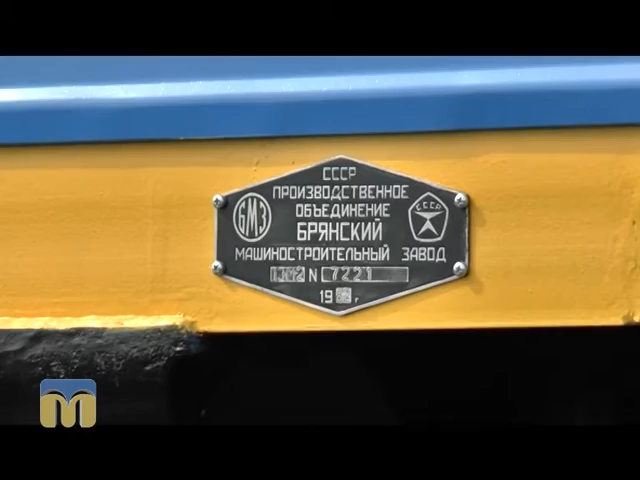 СССР
ПРОИЗВОДСТВЕННОЕ
ОБЪЕДИНЕНИЕ
БМЗ
БРЯНСКИЙ
СССР
МАШИНОСТРОИТЕЛЬНЫЙ ЗАВОД
N 7221
19 г
М